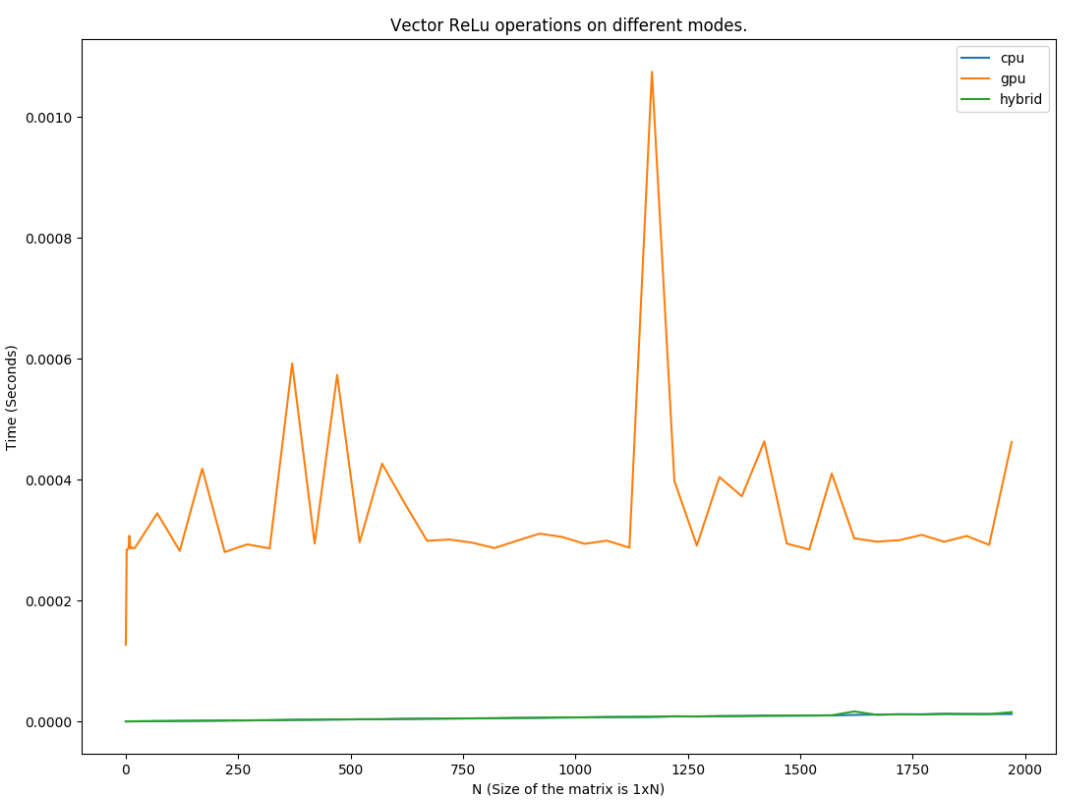 Vector ReLu operations on different modes.
cpu
gpu
hybrid
0.0010
0.0008
0.0006
0.0004
0.0002
0.0000
Time (Seconds)
0 250 500 750 1000 1250 1500 1750 2000
N (Size of the matrix is 1xN)